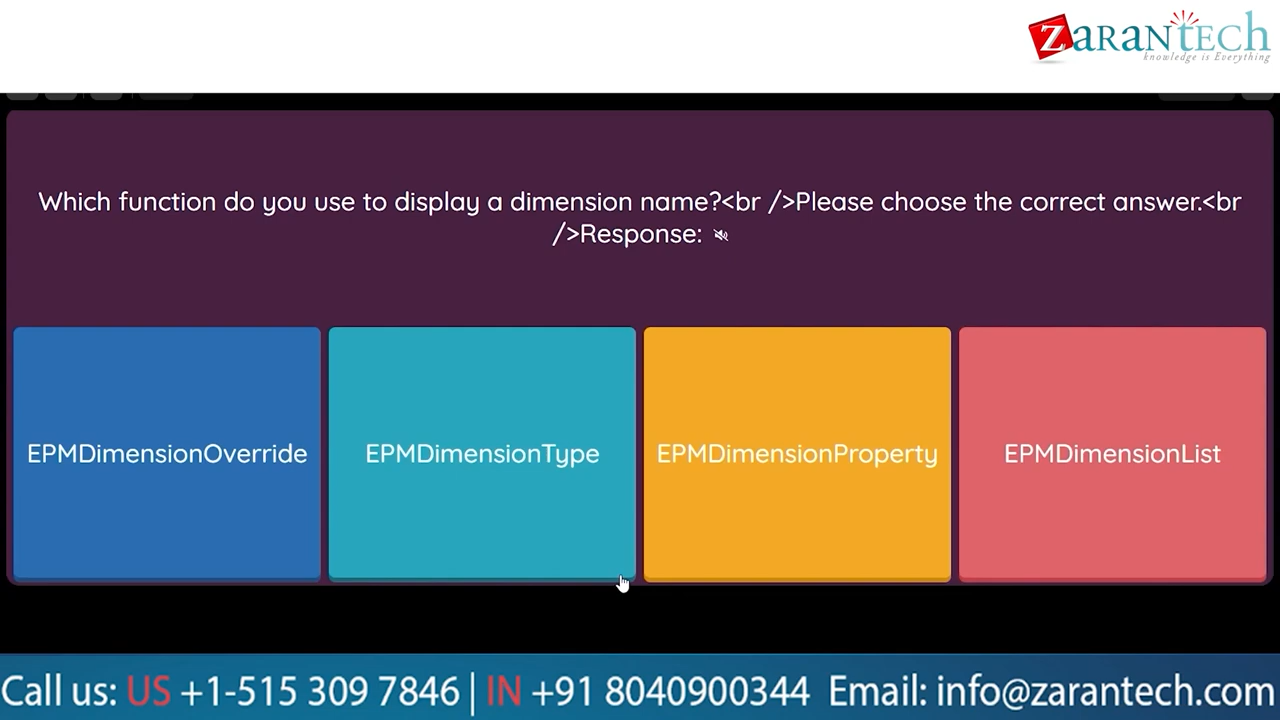 ZARANTECH
knowledge is Everything
Which function do you use to display a dimension name?<br />Please choose the correct answer.<br
/>Response:
EPMDimensionOverride
EPMDimensionType
EPMDimensionProperty
EPMDimensionList
Call us: US +1-515 309 7846 | IN +91 8040900344 Email: info@zarantech.com